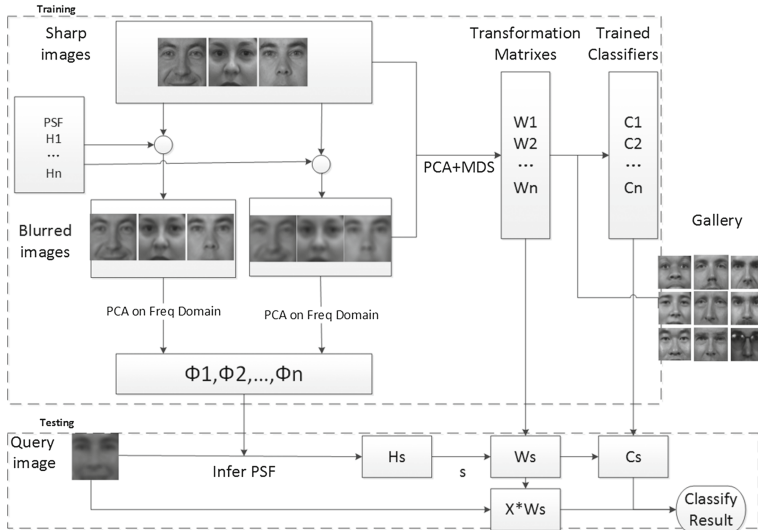 Training
Sharp
images
Transformation
Matrixes
Trained
Classifiers
PSF
H1
...
Hn
W1
W2
...
Wn
C1
C2
...
Cn
PCA+MDS
Blurred
images
Gallery
PCA on Freq Domain
PCA on Freq Domain
Φ1,Φ2,...,Φn
Testing
Query
image
Infer PSF
Hs
s
Ws
Cs
X*Ws
Classify
Result